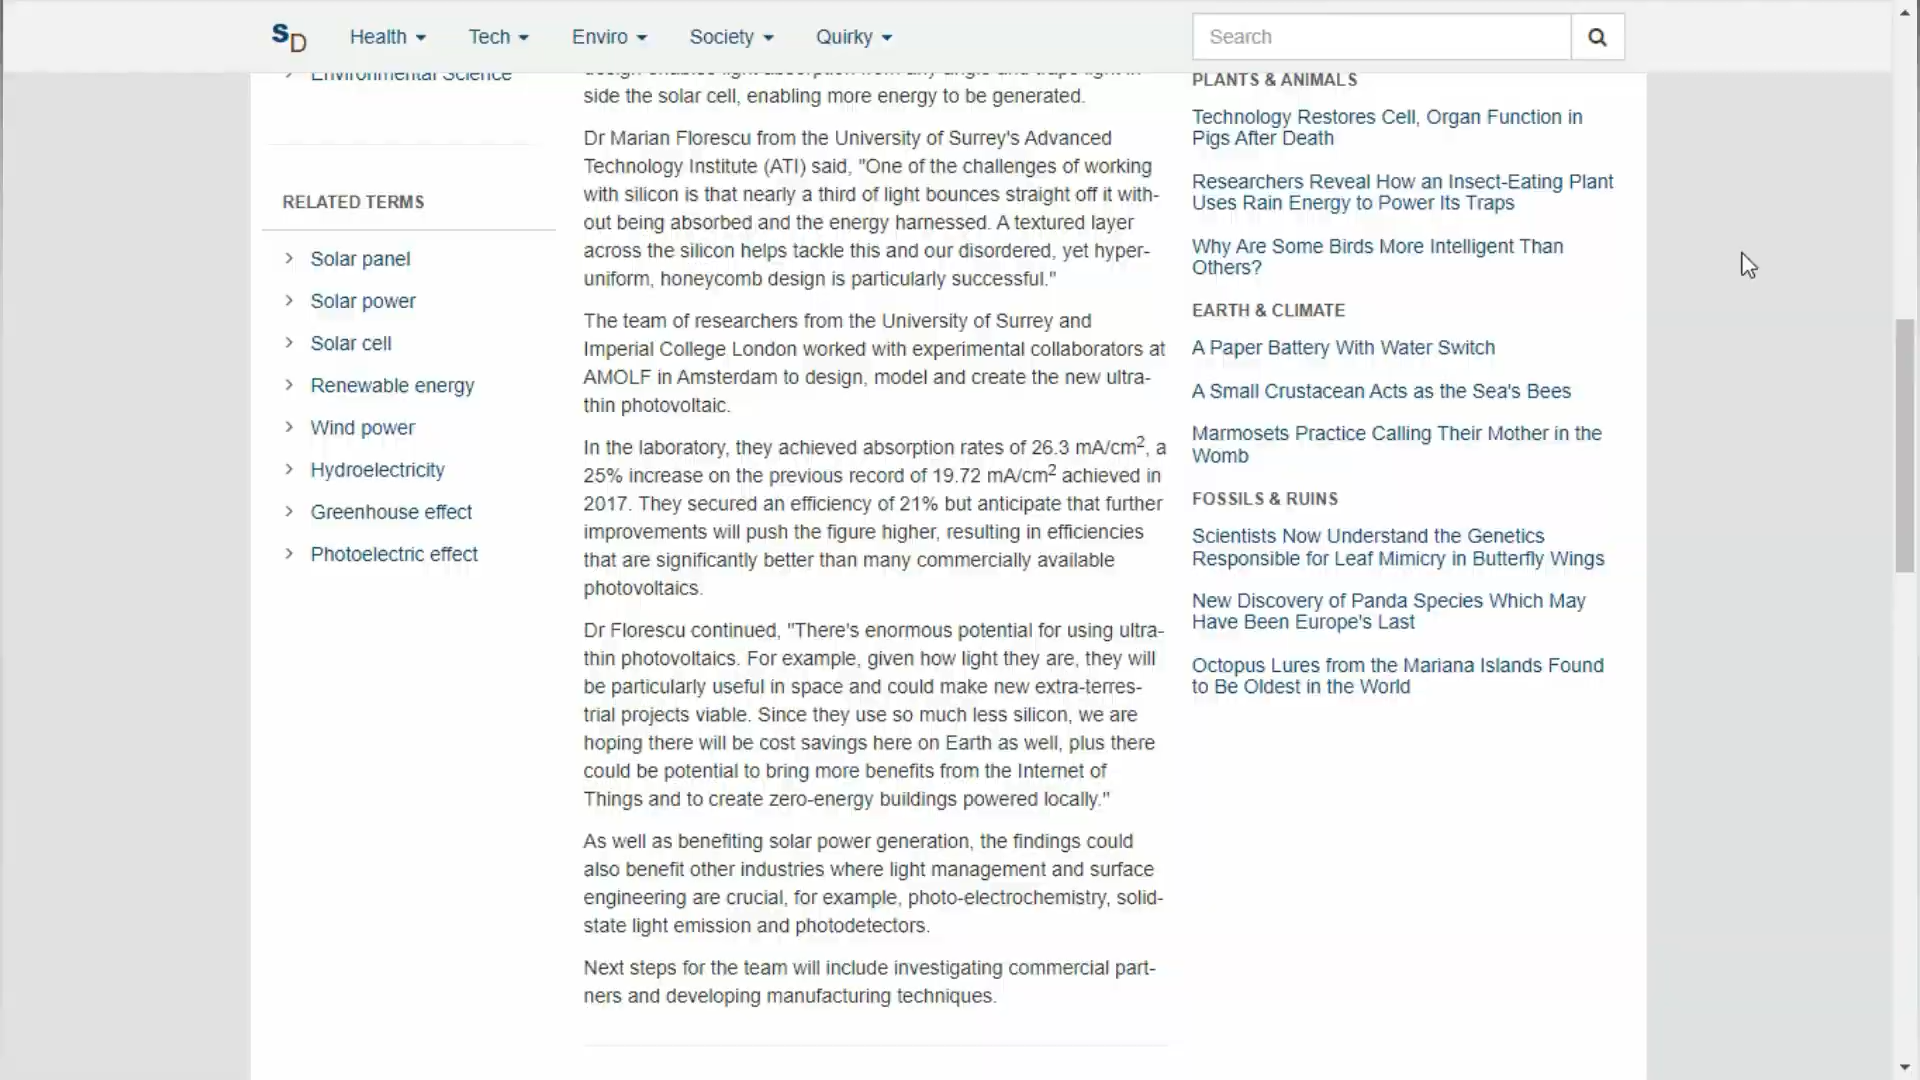 SD
Health
Tech
Enviro
Society
Quirky
Search
Environmental Science
RELATED TERMS
Solar panel
Solar power
Solar cell
Renewable energy
Wind power
Hydroelectricity
Greenhouse effect
Photoelectric effect
design enables light absorption from any angle and traps light in-
side the solar cell, enabling more energy to be generated.
Dr Marian Florescu from the University of Surrey's Advanced
Technology Institute (ATI) said, "One of the challenges of working
with silicon is that nearly a third of light bounces straight off it with-
out being absorbed and the energy harnessed. A textured layer
across the silicon helps tackle this and our disordered, yet hyper-
uniform, honeycomb design is particularly successful."
The team of researchers from the University of Surrey and
Imperial College London worked with experimental collaborators at
AMOLF in Amsterdam to design, model and create the new ultra-
thin photovoltaic.
In the laboratory, they achieved absorption rates of 26.3 mA/cm², a
25% increase on the previous record of 19.72 mA/cm² achieved in
2017. They secured an efficiency of 21% but anticipate that further
improvements will push the figure higher, resulting in efficiencies
that are significantly better than many commercially available
photovoltaics.
Dr Florescu continued, "There's enormous potential for using ultra-
thin photovoltaics. For example, given how light they are, they will
be particularly useful in space and could make new extra-terres-
trial projects viable. Since they use so much less silicon, we are
hoping there will be cost savings here on Earth as well, plus there
could be potential to bring more benefits from the Internet of
Things and to create zero-energy buildings powered locally."
As well as benefiting solar power generation, the findings could
also benefit other industries where light management and surface
engineering are crucial, for example, photo-electrochemistry, solid-
state light emission and photodetectors.
Next steps for the team will include investigating commercial part-
ners and developing manufacturing techniques.
PLANTS & ANIMALS
Technology Restores Cell, Organ Function in
Pigs After Death
Researchers Reveal How an Insect-Eating Plant
Uses Rain Energy to Power Its Traps
Why Are Some Birds More Intelligent Than
Others?
EARTH & CLIMATE
A Paper Battery With Water Switch
A Small Crustacean Acts as the Sea's Bees
Marmosets Practice Calling Their Mother in the
Womb
FOSSILS & RUINS
Scientists Now Understand the Genetics
Responsible for Leaf Mimicry in Butterfly Wings
New Discovery of Panda Species Which May
Have Been Europe's Last
Octopus Lures from the Mariana Islands Found
to Be Oldest in the World